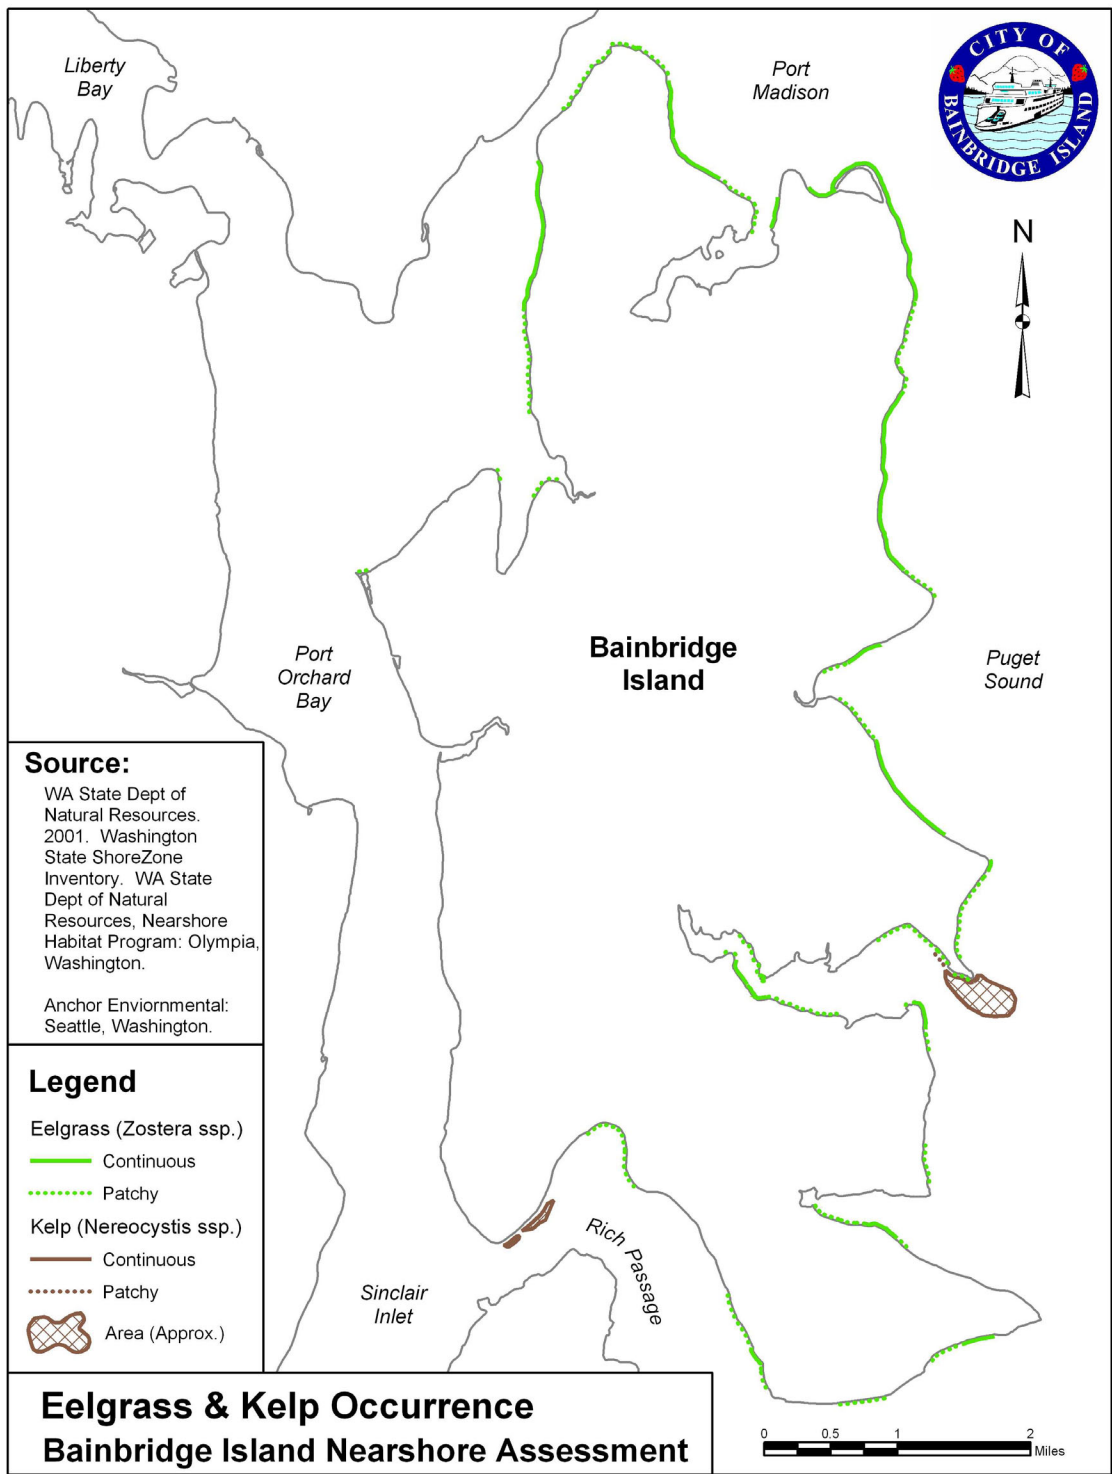 Liberty
Bay
Port
Madison
CITY OF
BAINBRIDGE ISLAND
N
Bainbridge
Island
Port
Orchard
Bay
Puget
Sound
Source:
WA State Dept of
Natural Resources.
2001. Washington
State ShoreZone
Inventory. WA State
Dept of Natural
Resources, Nearshore
Habitat Program: Olympia,
Washington.
Anchor Enviornmental:
Seattle, Washington.
Legend
Eelgrass (Zostera ssp.)
Continuous
Patchy
Kelp (Nereocystis ssp.)
Continuous
Patchy
Area (Approx.)
Rich Passage
Sinclair
Inlet
Eelgrass & Kelp Occurrence
Bainbridge Island Nearshore Assessment
0 0.5 1 2
Miles